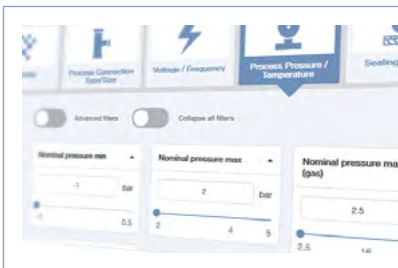 Process Connection
Type/Size
Voltage / Frequency
Process Pressure /
Temperature
Sealing
Advanced filters
Collapse all filters
Nominal pressure min
Nominal pressure max
Nominal pressure ma
(gas)
-1
bar
2
bar
2.5
-1
0.5
2
4
5
2.5
16